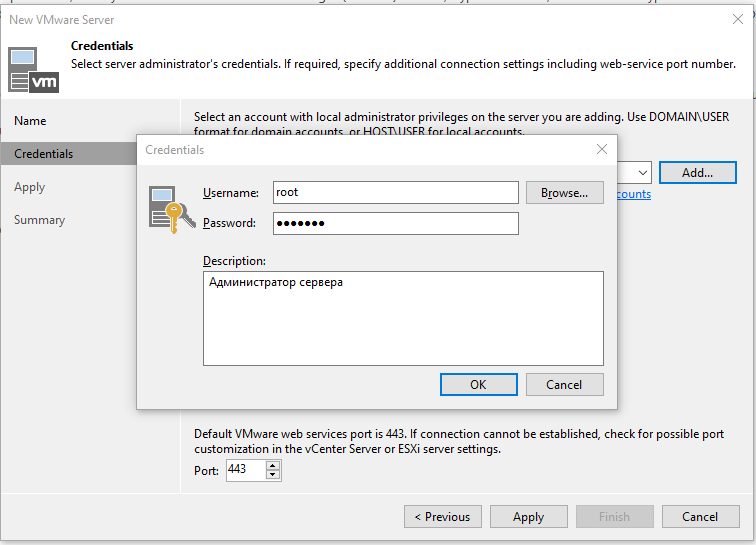 New VMware Server
Credentials
Select server administrator's credentials. If required, specify additional connection settings including web-service port number.
vm
Name
Credentials
Apply
Summary
Select an account with local administrator privileges on the server you are adding. Use DOMAIN\USER
format for domain accounts, or HOST\USER for local accounts.
Add...
counts
Credentials
Username:
root
Browse...
Password:
●●●●●●●
Description:
Администратор сервера
OK
Cancel
Default VMware web services port is 443. If connection cannot be established, check for possible port
customization in the vCenter Server or ESXi server settings.
Port:
443
< Previous
Apply
Finish
Cancel